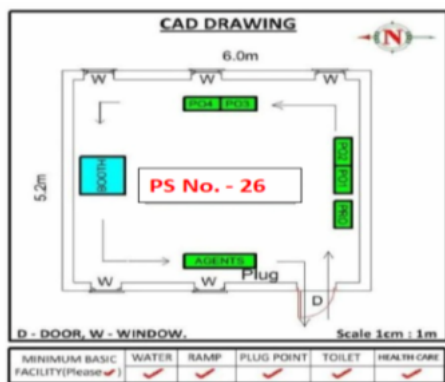 CAD DRAWING
N
6.0m
W W W
PO4 PO3
5.2m
BOOTH
PS No. - 26
PO2
PO1
PRO
AGENTS
Plug
W W
D
D - DOOR, W - WINDOW. Scale 1cm : 1m
MINIMUM BASIC FACILITY(Please✓) WATER RAMP PLUG POINT TOILET HEALTH CARE